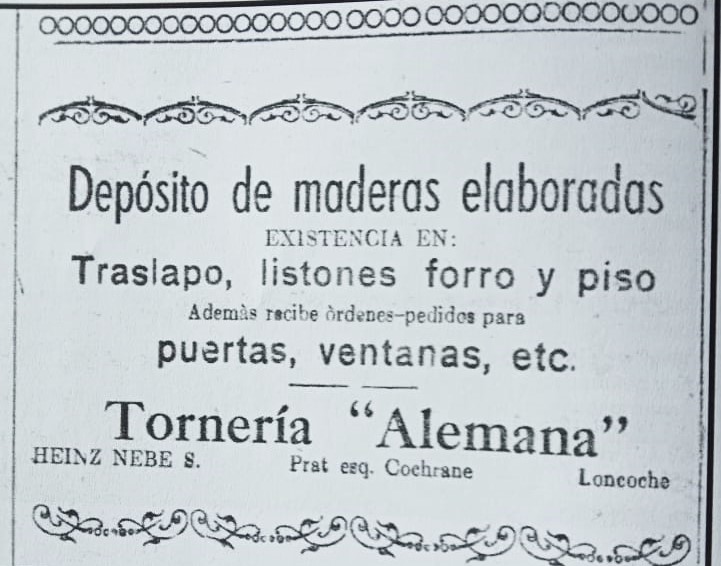 Depósito de maderas elaboradas
EXISTENCIA EN:
Traslapo, listones forro y piso
Además recibe òrdenes-pedidos para
puertas, ventanas, etc.
Tornería “Alemana”
HEINZ NEBE S. Prat esq. Cochrane Loncoche